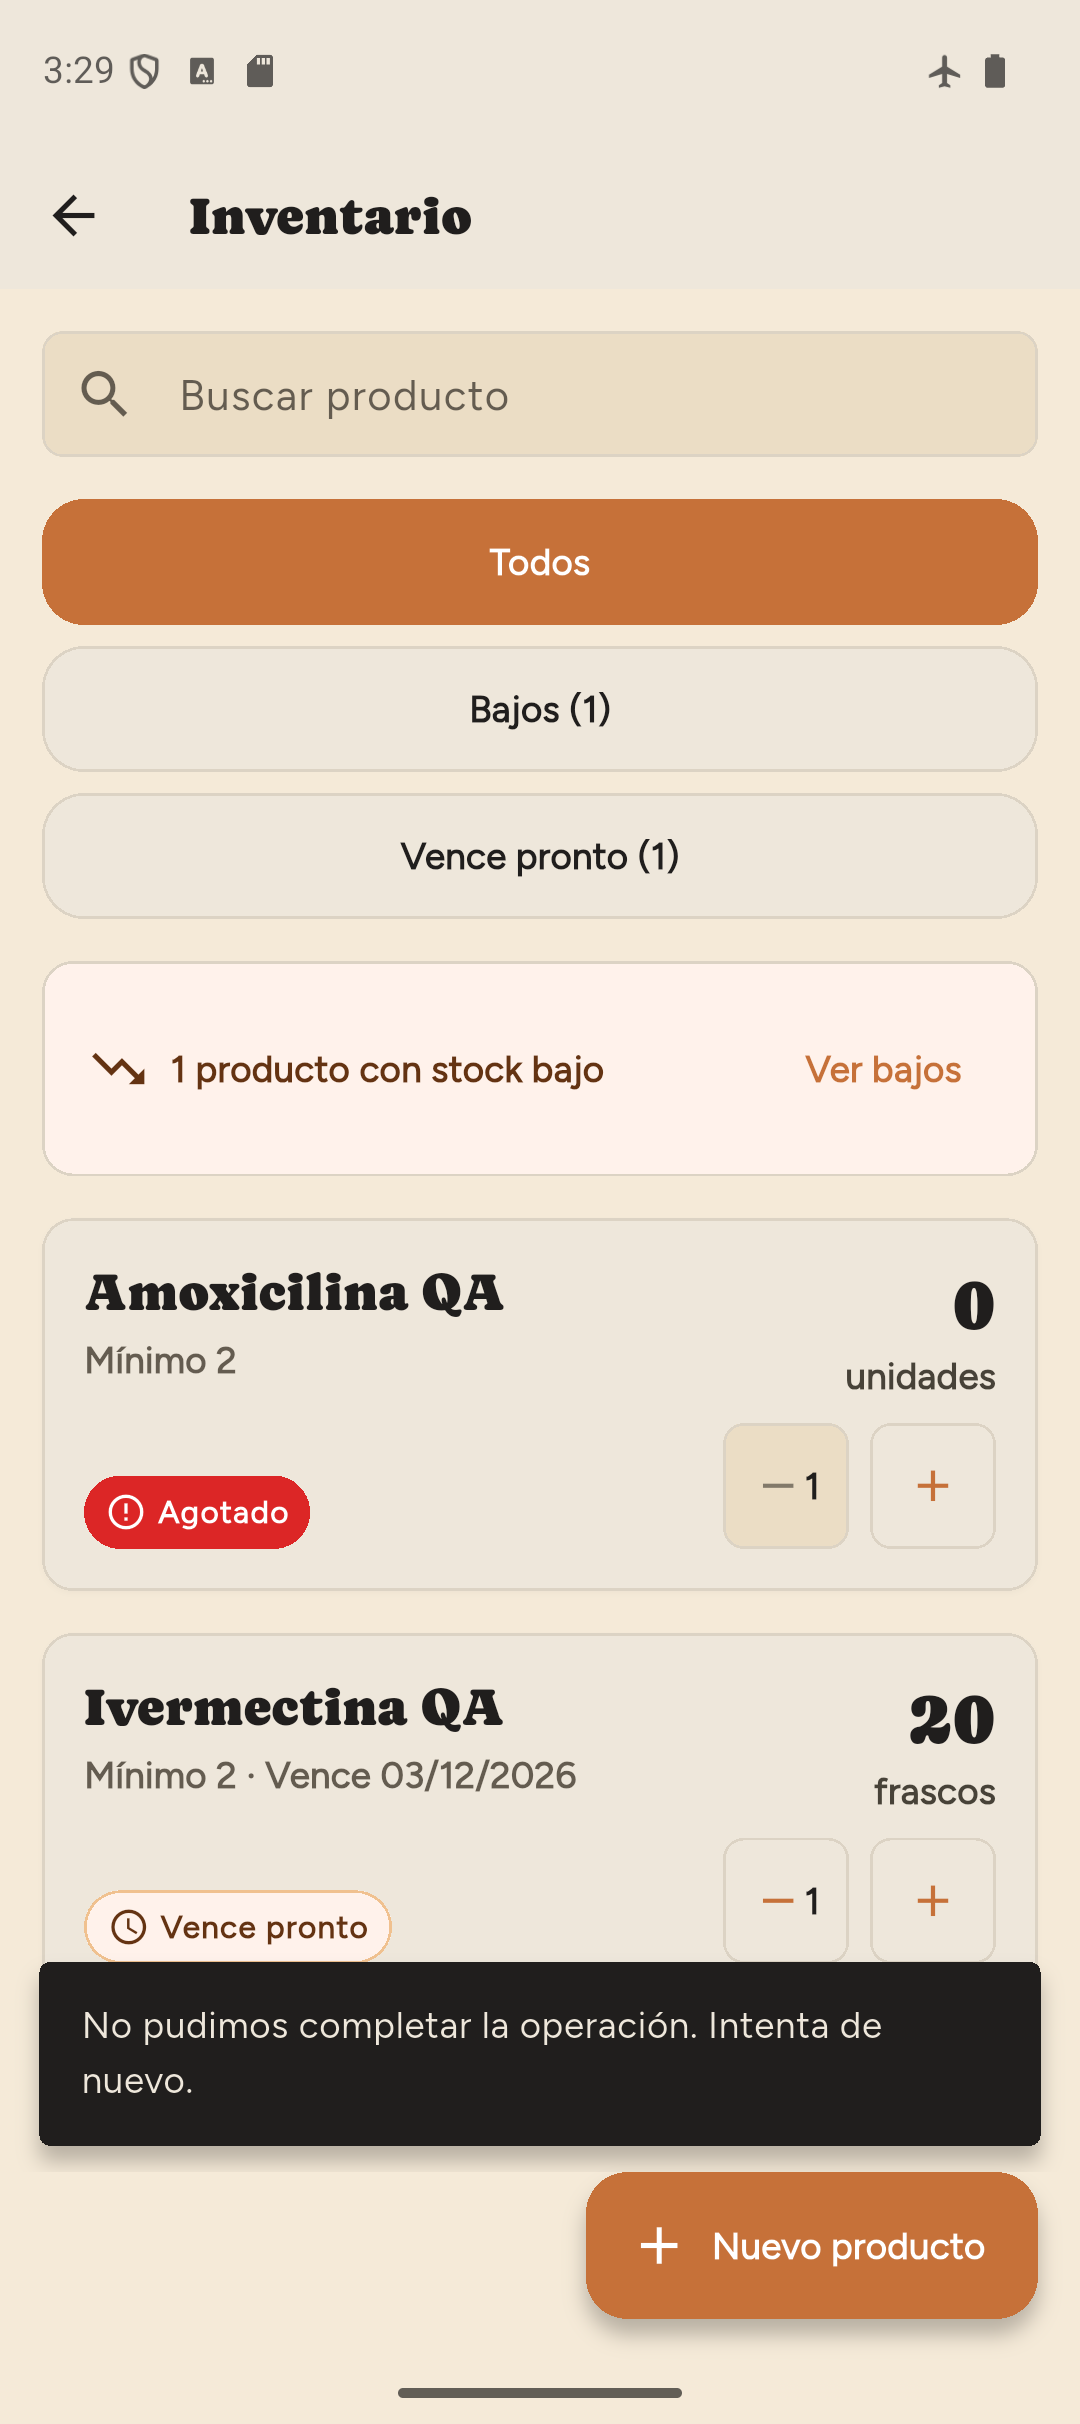 3:29
Inventario
Buscar producto
Todos
Bajos (1)
Vence pronto (1)
1 producto con stock bajo
Ver bajos
Amoxicilina QA
0
Mínimo 2
unidades
1
Agotado
Ivermectina QA
20
Mínimo 2 · Vence 03/12/2026
frascos
1
Vence pronto
No pudimos completar la operación. Intenta de
nuevo.
Nuevo producto